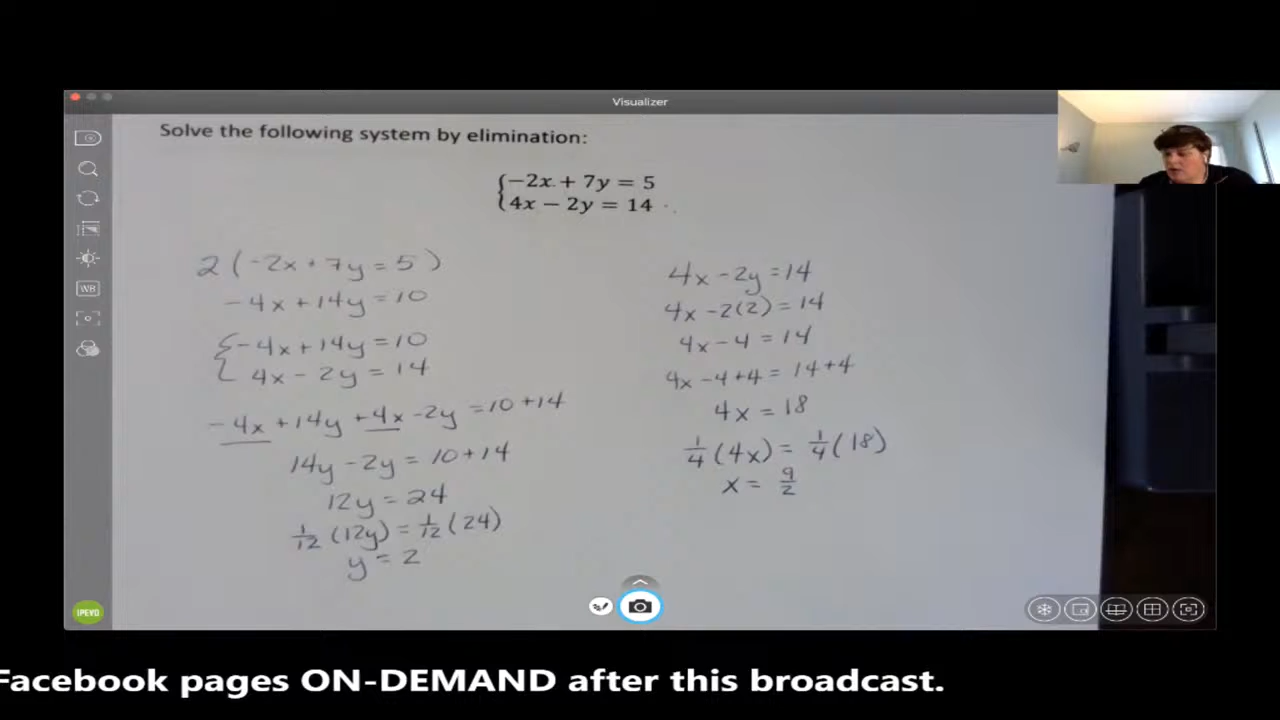 Visualizer
Solve the following system by elimination:
{−2x + 7y = 5
4x − 2y = 14
2(-2x+7y=5)
-4x+14y=10
{-4x+14y=10
4x-2y=14
-4x+14y+4x-2y=10+14
14y-2y=10+14
12y=24
1/12(12y)=1/12(24)
y=2
4x-2y=14
4x-2(2)=14
4x-4=14
4x-4+4=14+4
4x=18
1/4(4x)=1/4(18)
x=9/2
WB
IPEVO
Facebook pages ON-DEMAND after this broadcast.